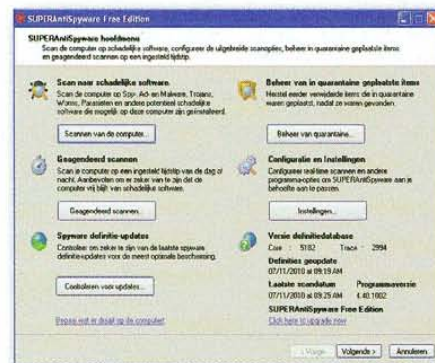 SUPERAntiSpyware Free Edition
SUPERAntiSpyware hoofdmenu
Scan de computer op schadelijke software, configureer de uitgebreide scanopties, beheer in quarantaine geplaatste items
en geagendeerd scannen op een ingesteld tijdstip.
Scan naar schadelijke software
Scan de computer op Spy-, Ad- en Malware, Trojans,
Worms, Parasieten en andere potentieel schadelijke
software die mogelijk op deze computer zijn geïnstalleerd.
Scannen van de computer...
Geagendeerd scannen
Scan je computer op een ingesteld tijdstip van de dag of
nacht. Aanbevolen om er zeker van te zijn dat de
computer vrij blijft van schadelijke software.
Geagendeerd scannen...
Spyware definitie-updates
Controleer om zeker te zijn van de laatste spyware
definitie-updates voor de meest optimale bescherming.
Controleren voor updates...
Beheer van in quarantaine geplaatste items
Herstel eerder verwijderde items die in quarantaine
waren geplaatst, nadat ze waren gevonden.
Beheer van quarantaine...
Configuratie en Instellingen
Configureer real-time scannen en andere
programma-opties om SUPERAntiSpyware aan je
behoefte aan te passen.
Instellingen...
Versie definitiedatabase
Core : 5182 Trace : 2994
Definities geupdate
07/11/2010 at 09:19 AM
Laatste scandatum Programmaversie
07/11/2010 at 09:25 AM 4.40.1002
SUPERAntiSpyware Free Edition
Click here to upgrade now
< Vorige Volgende > Annuleren